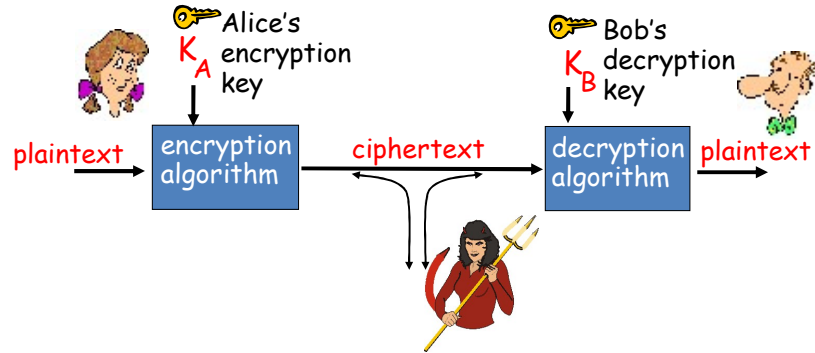 Alice's
encryption
key
K
A
Bob's
decryption
key
K
B
plaintext
encryption
algorithm
ciphertext
decryption
algorithm
plaintext